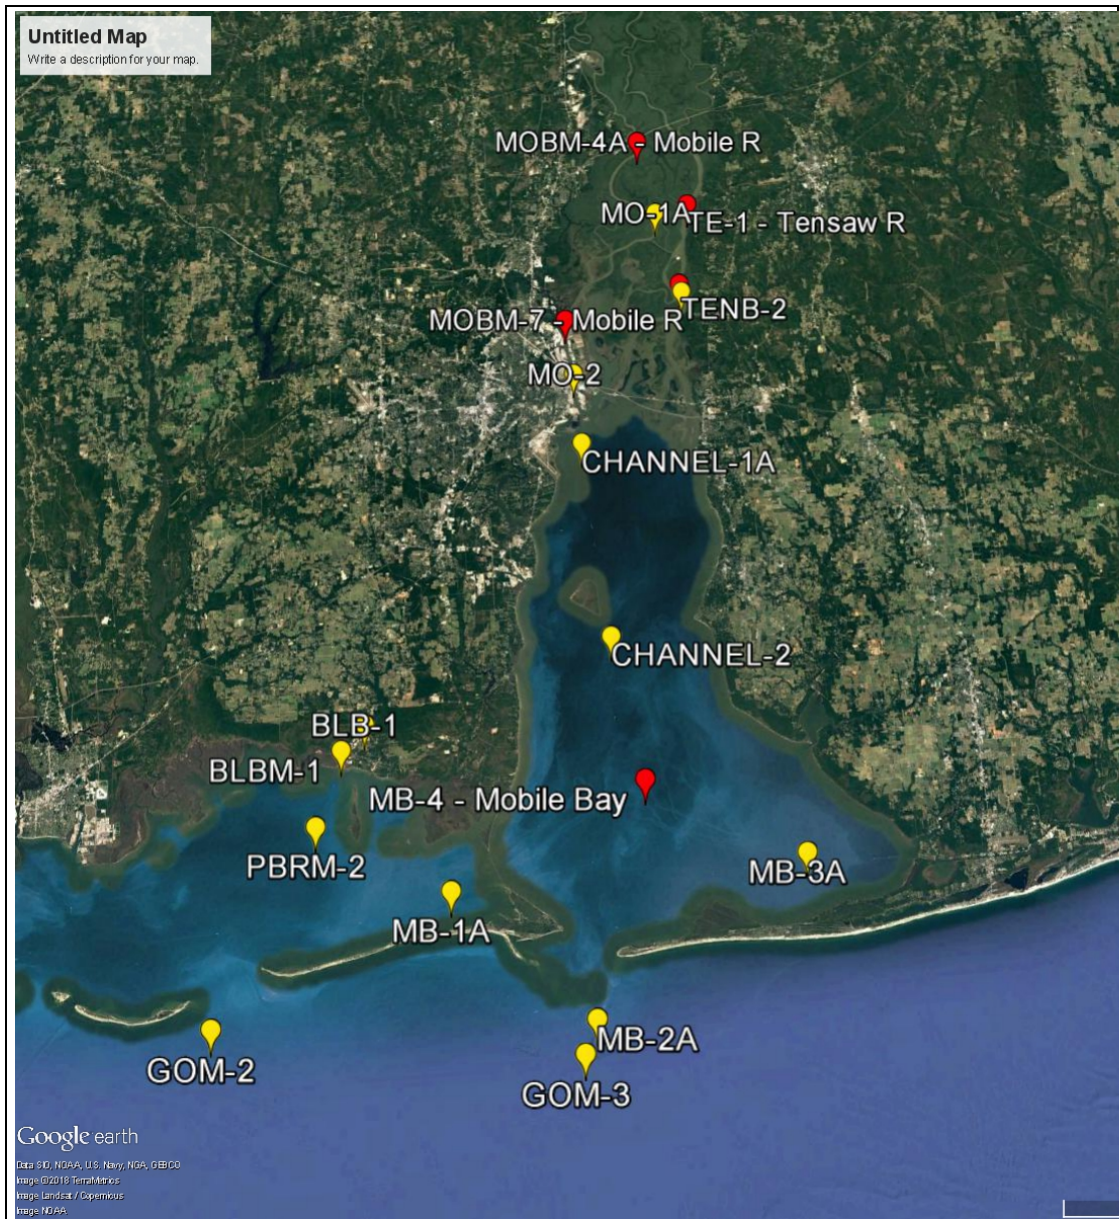 Untitled Map
Write a description for your map.
MOBM-4A - Mobile R
MO-1A
TE-1 - Tensaw R
TENB-2
MOBM-7 - Mobile R
MO-2
CHANNEL-1A
CHANNEL-2
BLB-1
BLBM-1
MB-4 - Mobile Bay
PBRM-2
MB-3A
MB-1A
MB-2A
GOM-2
GOM-3
Google earth
Data SIO, NOAA, U.S. Navy, NGA, GEBCO
Image ©2018 TerraMetrics
Image Landsat / Copernicus
Image NOAA